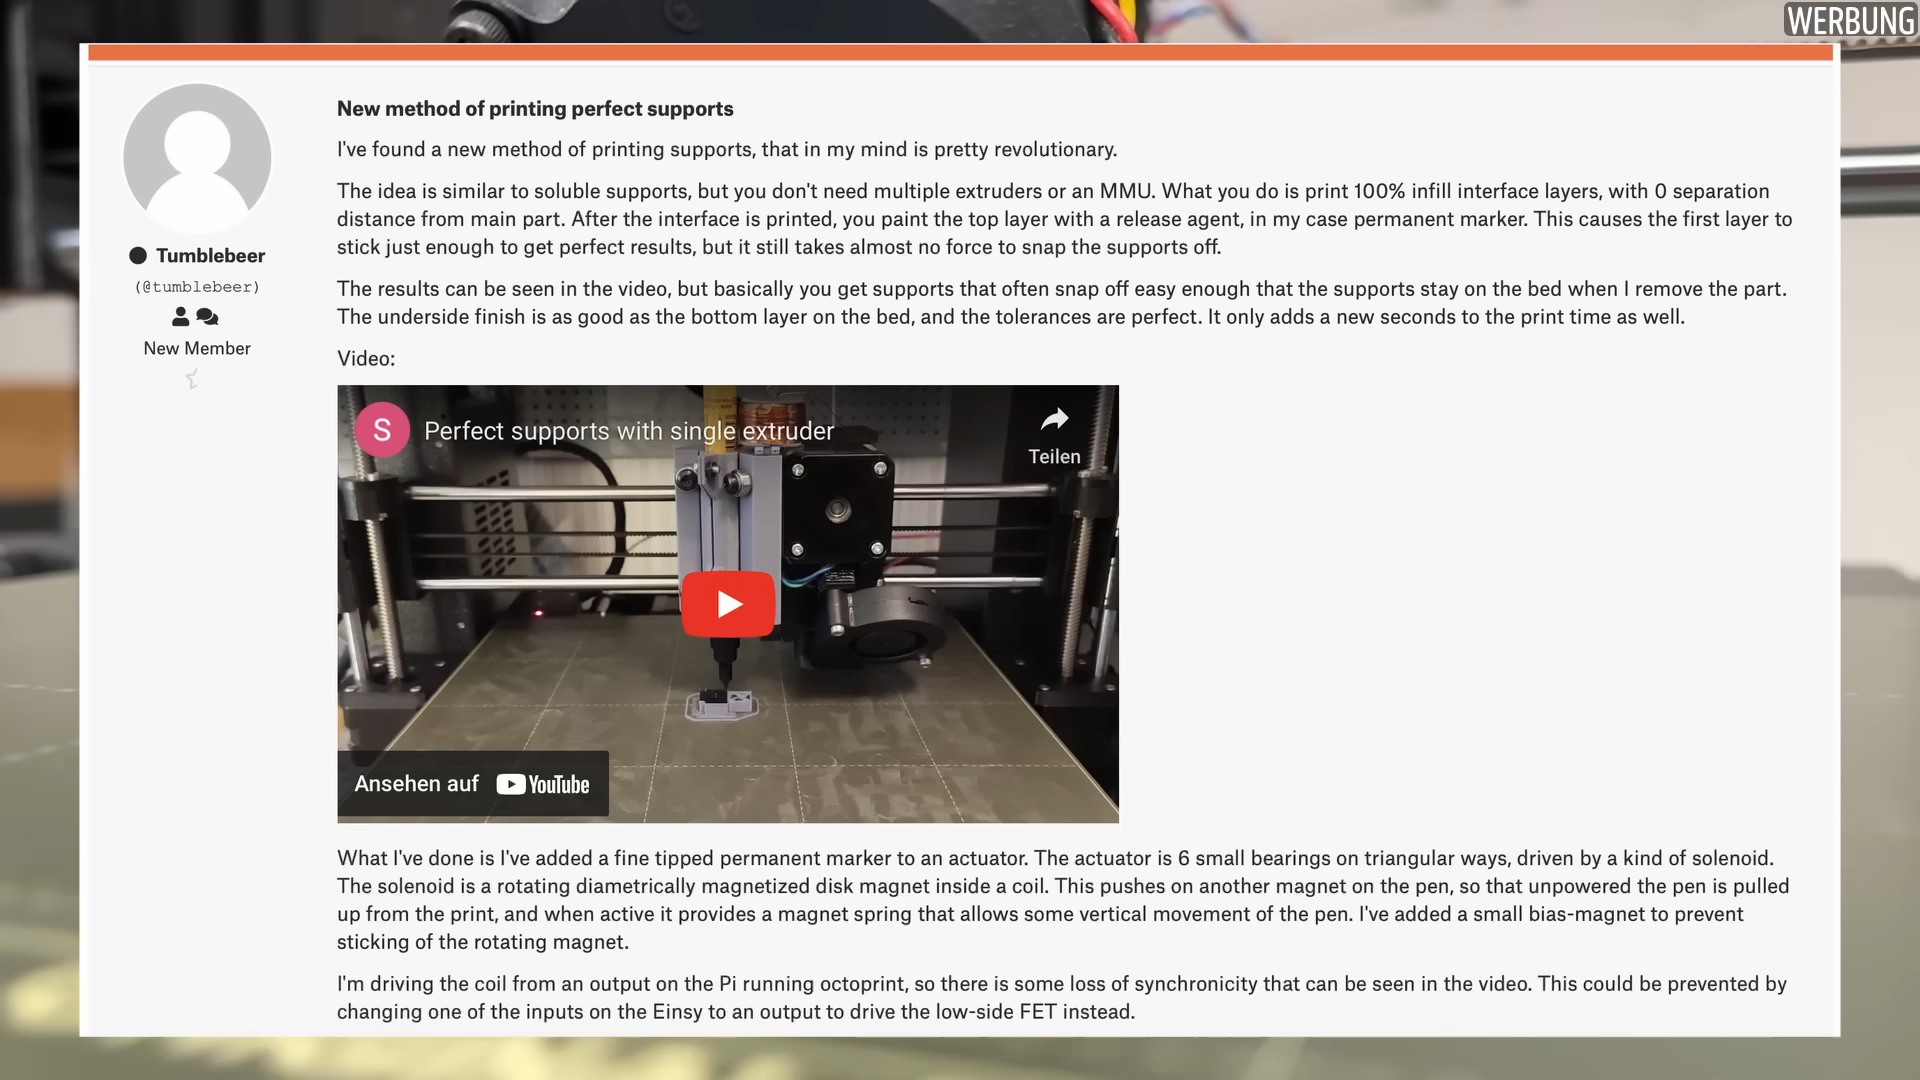 WERBUNG
New method of printing perfect supports
I've found a new method of printing supports, that in my mind is pretty revolutionary.
The idea is similar to soluble supports, but you don't need multiple extruders or an MMU. What you do is print 100% infill interface layers, with 0 separation
distance from main part. After the interface is printed, you paint the top layer with a release agent, in my case permanent marker. This causes the first layer to
stick just enough to get perfect results, but it still takes almost no force to snap the supports off.
Tumblebeer
(@tumblebeer)
New Member
The results can be seen in the video, but basically you get supports that often snap off easy enough that the supports stay on the bed when I remove the part.
The underside finish is as good as the bottom layer on the bed, and the tolerances are perfect. It only adds a new seconds to the print time as well.
Video:
S
Perfect supports with single extruder
Teilen
Ansehen auf YouTube
What I've done is I've added a fine tipped permanent marker to an actuator. The actuator is 6 small bearings on triangular ways, driven by a kind of solenoid.
The solenoid is a rotating diametrically magnetized disk magnet inside a coil. This pushes on another magnet on the pen, so that unpowered the pen is pulled
up from the print, and when active it provides a magnet spring that allows some vertical movement of the pen. I've added a small bias-magnet to prevent
sticking of the rotating magnet.
I'm driving the coil from an output on the Pi running octoprint, so there is some loss of synchronicity that can be seen in the video. This could be prevented by
changing one of the inputs on the Einsy to an output to drive the low-side FET instead.